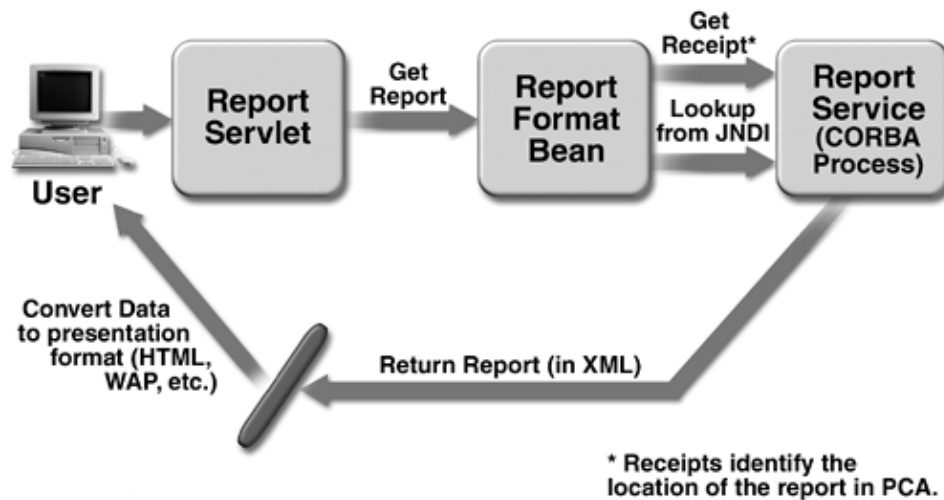 User
Report
Servlet
Get
Report
Report
Format
Bean
Get
Receipt*
Lookup
from JNDI
Report
Service
(CORBA
Process)
Return Report (in XML)
Convert Data
to presentation
format (HTML,
WAP, etc.)
* Receipts identify the
location of the report in PCA.